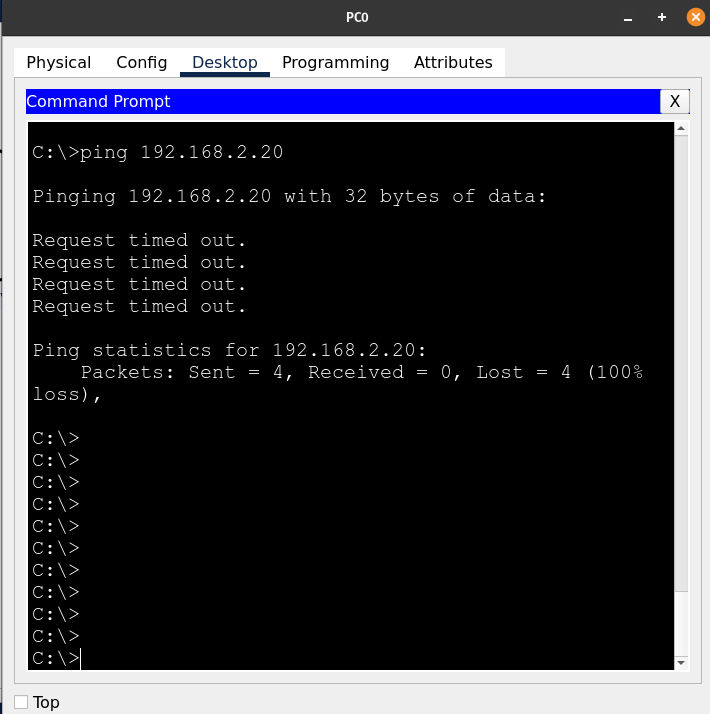 PC0
Physical Config Desktop Programming Attributes
Command Prompt X
C:\>ping 192.168.2.20
Pinging 192.168.2.20 with 32 bytes of data:
Request timed out.
Request timed out.
Request timed out.
Request timed out.
Ping statistics for 192.168.2.20:
Packets: Sent = 4, Received = 0, Lost = 4 (100%
loss),
C:\>
C:\>
C:\>
C:\>
C:\>
C:\>
C:\>
C:\>
C:\>
C:\>
C:\>
Top